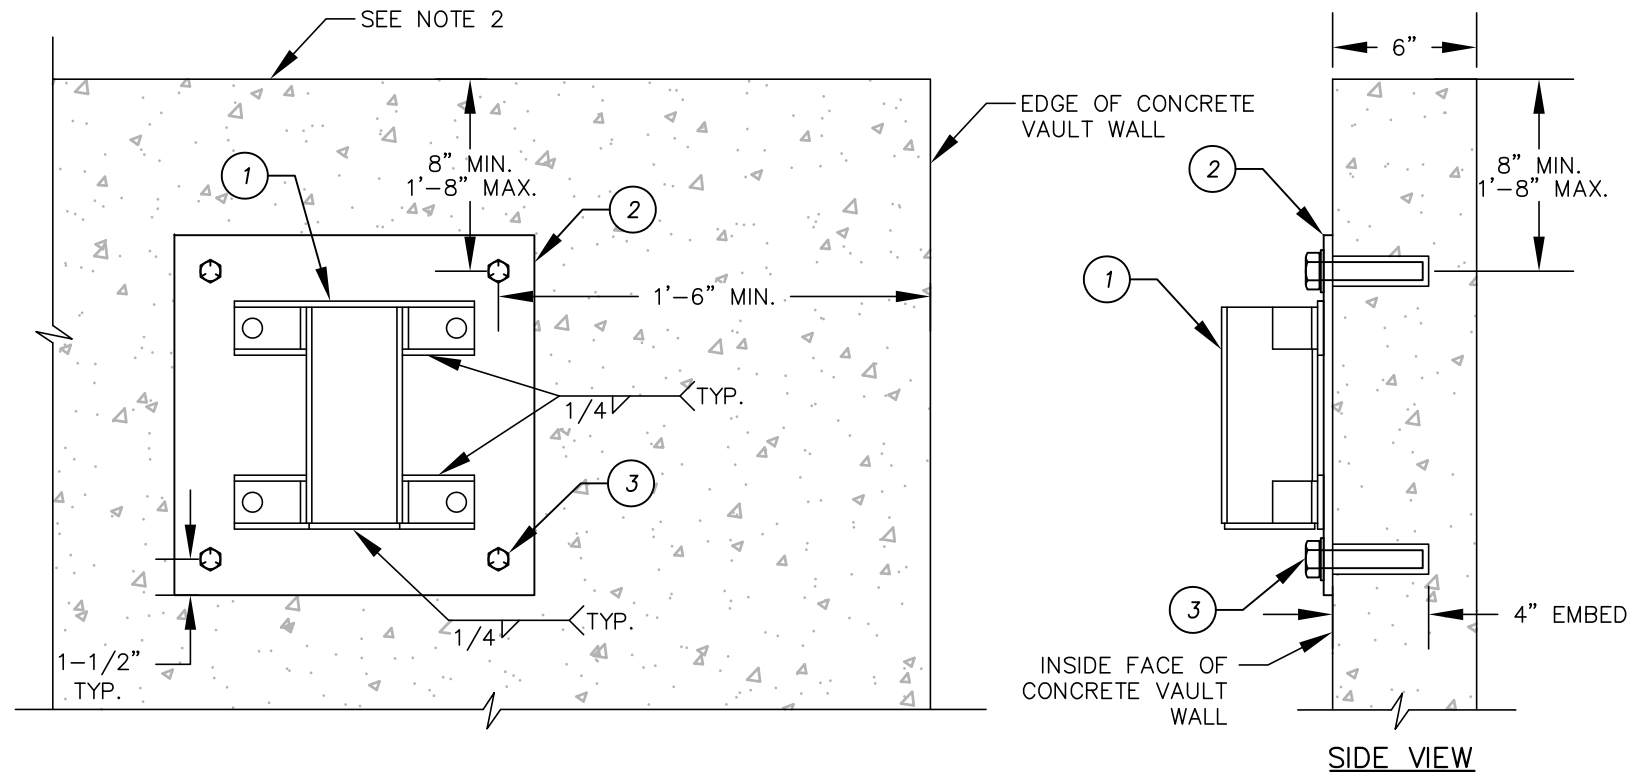 SEE NOTE 2
6”
EDGE OF CONCRETE
VAULT WALL
8” MIN.
1’-8” MAX.
1
2
2
8” MIN.
1’-8” MAX.
1
1’-6” MIN.
1/4
TYP.
3
1/4
TYP.
1-1/2”
TYP.
3
4” EMBED
INSIDE FACE OF
CONCRETE VAULT
WALL
SIDE VIEW